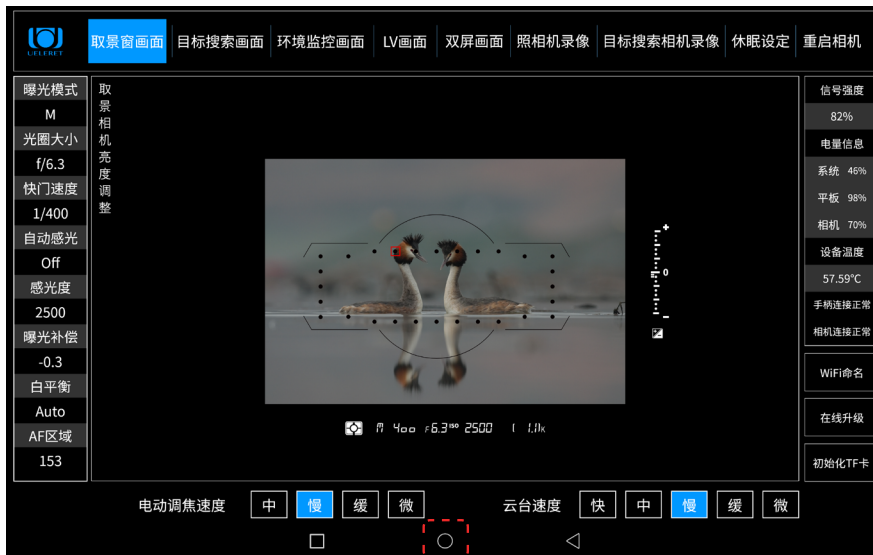 UELERET
取景窗画面 目标搜索画面 环境监控画面 LV画面 双屏画面 照相机录像 目标搜索相机录像 休眠设定 重启相机
曝光模式
M
光圈大小
f/6.3
快门速度
1/400
自动感光
Off
感光度
2500
曝光补偿
-0.3
白平衡
Auto
AF区域
153
取景相机亮度调整
+
0
−
M 400 F6.3 ISO 2500 [ 1.1]K
信号强度
82%
电量信息
系统 46%
平板 98%
相机 70%
设备温度
57.59°C
手柄连接正常
相机连接正常
WiFi命名
在线升级
初始化TF卡
电动调焦速度 中 慢 缓 微 云台速度 快 中 慢 缓 微